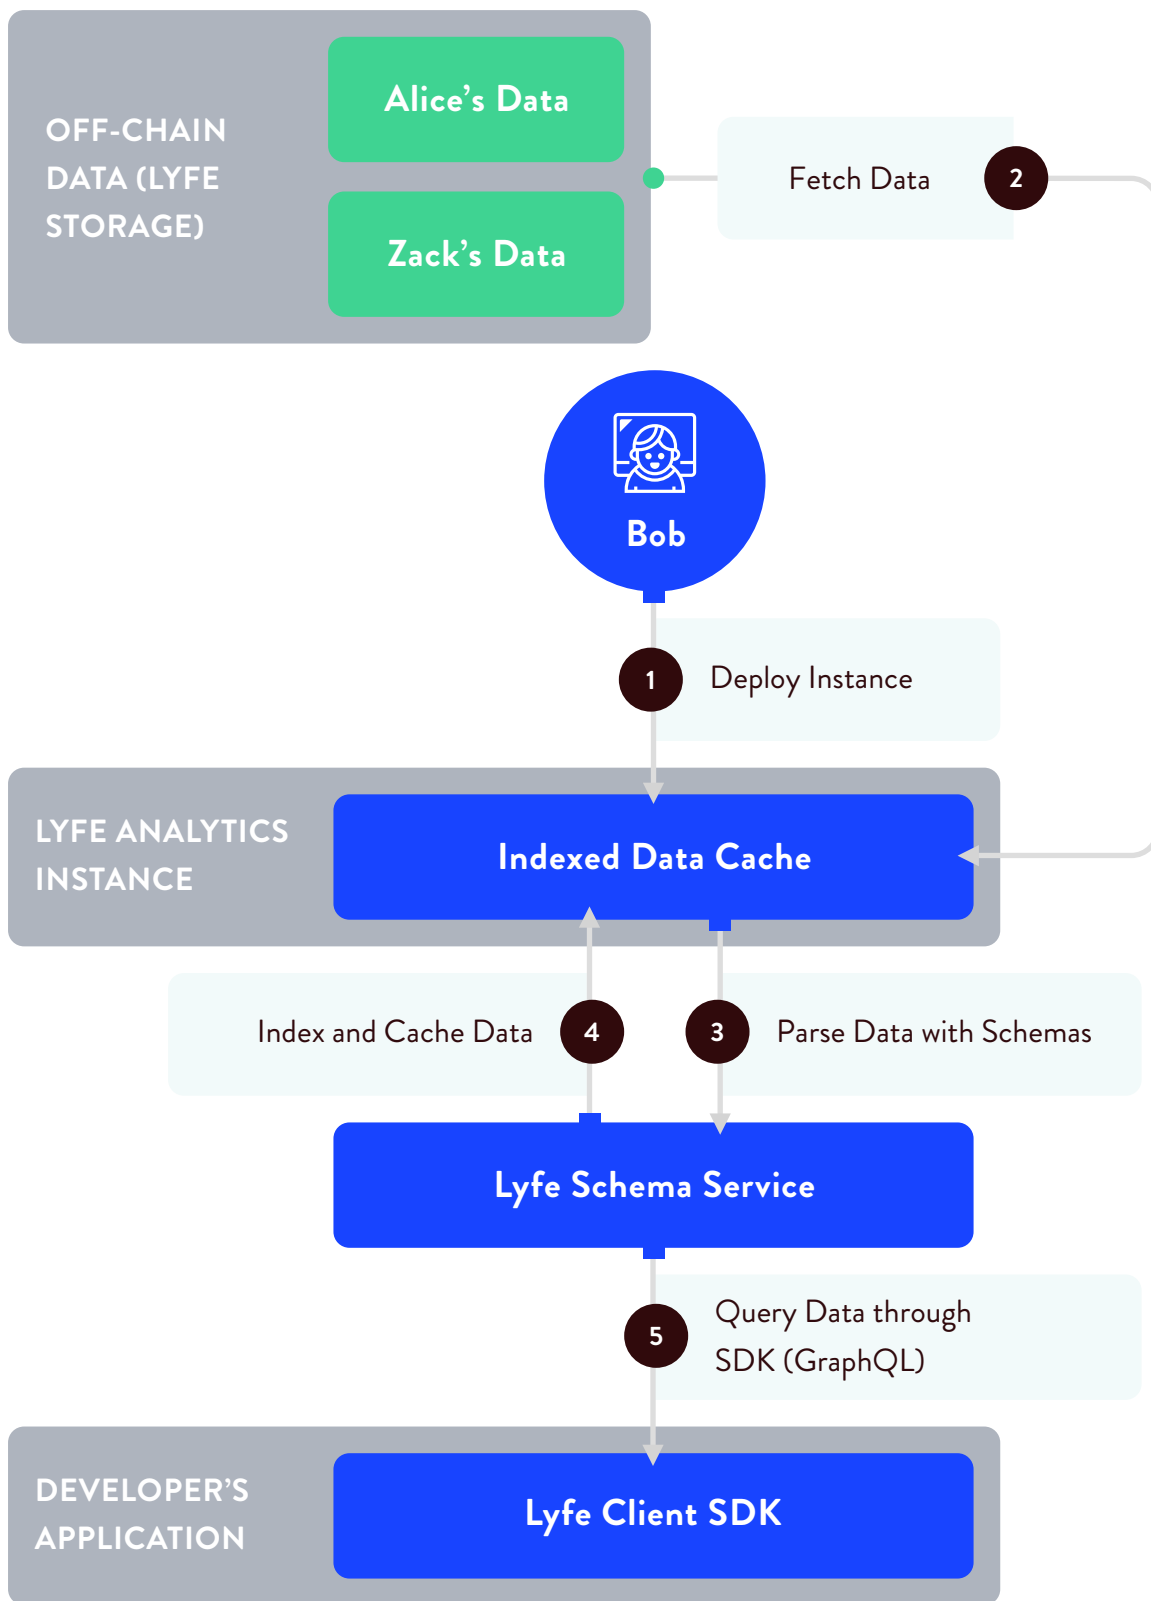 OFF-CHAIN
DATA (LYFE
STORAGE)
Alice’s Data
Zack’s Data
Fetch Data
2
Bob
1
Deploy Instance
LYFE ANALYTICS
INSTANCE
Indexed Data Cache
Index and Cache Data
4
3
Parse Data with Schemas
Lyfe Schema Service
5
Query Data through
SDK (GraphQL)
DEVELOPER’S
APPLICATION
Lyfe Client SDK